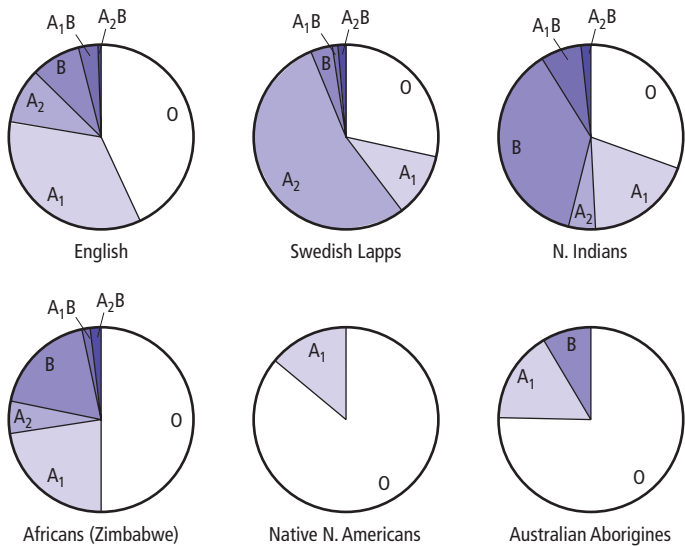 A₁B A₂B
B
A₂
O
A₁
English
A₁B A₂B
B
O
A₂
A₁
Swedish Lapps
A₁B A₂B
O
B
A₁
A₂
N. Indians
A₁B A₂B
B
A₂
O
A₁
Africans (Zimbabwe)
A₁
O
Native N. Americans
B
A₁
O
Australian Aborigines